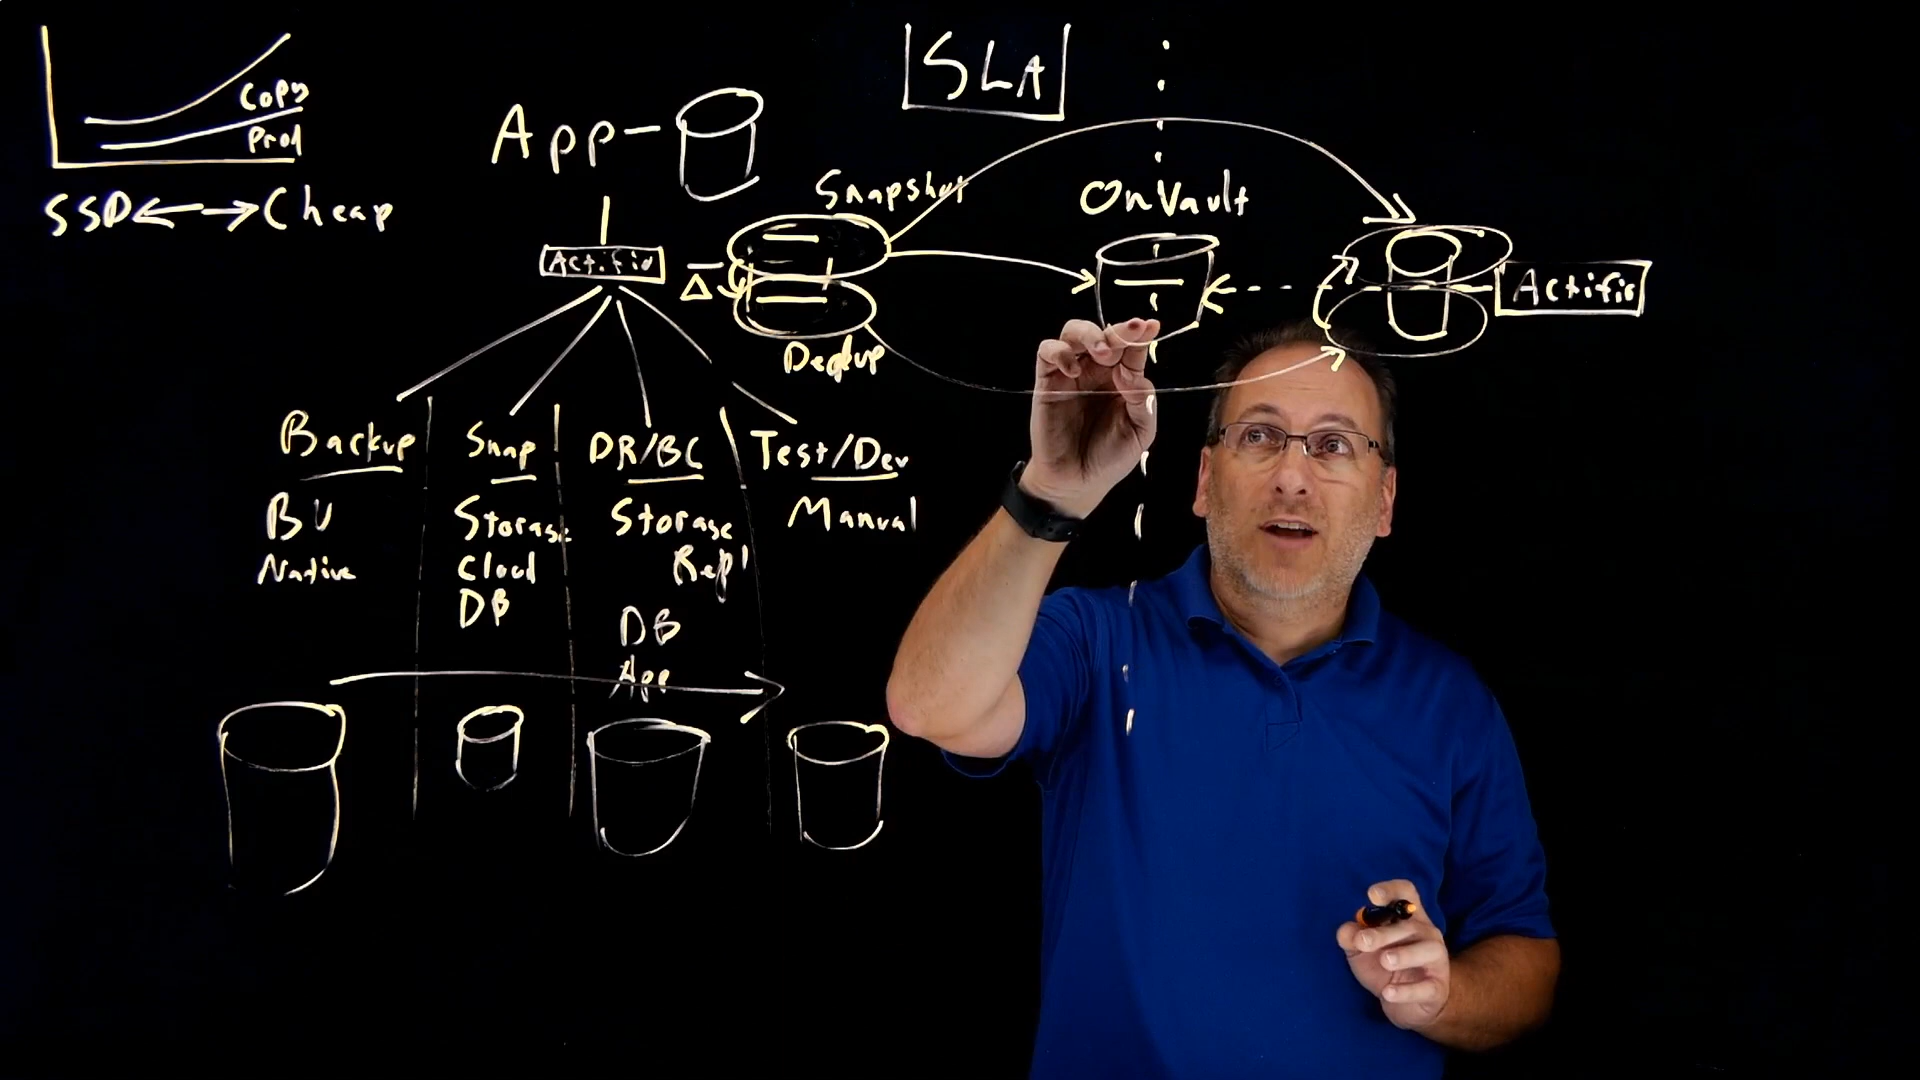 Copy
Prod
SSD Cheap
SLA
App
Snapshot
OnVault
Actifio
Δ
Actifio
Dedup
Backup
BU
Native
Snap
Storage
Cloud
DB
DR/BC
Storage
Repl
DB
App
Test/Dev
Manual